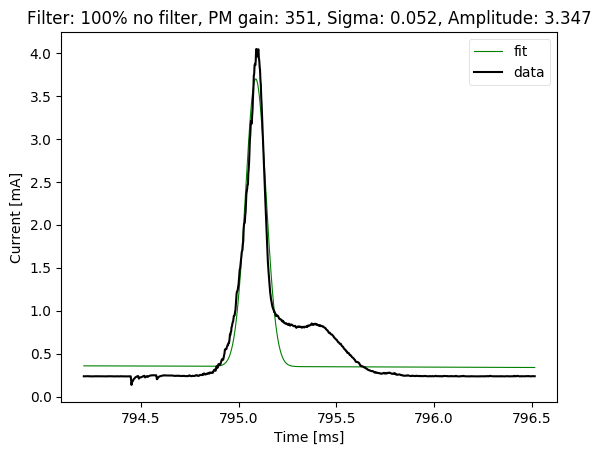 Filter: 100% no filter, PM gain: 351, Sigma: 0.052, Amplitude: 3.347
fit
data
4.0
3.5
3.0
2.5
2.0
1.5
1.0
0.5
0.0
Current [mA]
794.5 795.0 795.5 796.0 796.5
Time [ms]